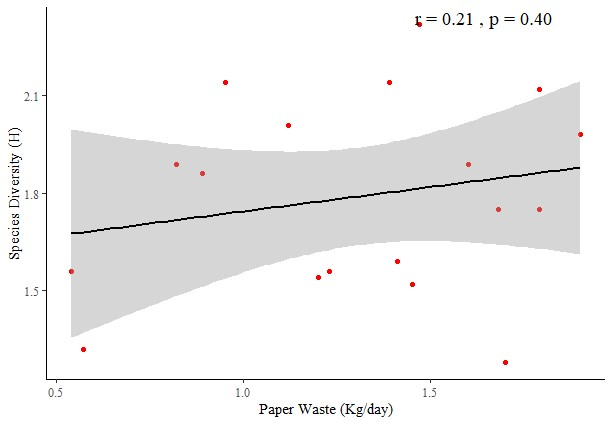 r = 0.21 , p = 0.40
Species Diversity (H)
2.1
1.8
1.5
0.5 1.0 1.5
Paper Waste (Kg/day)